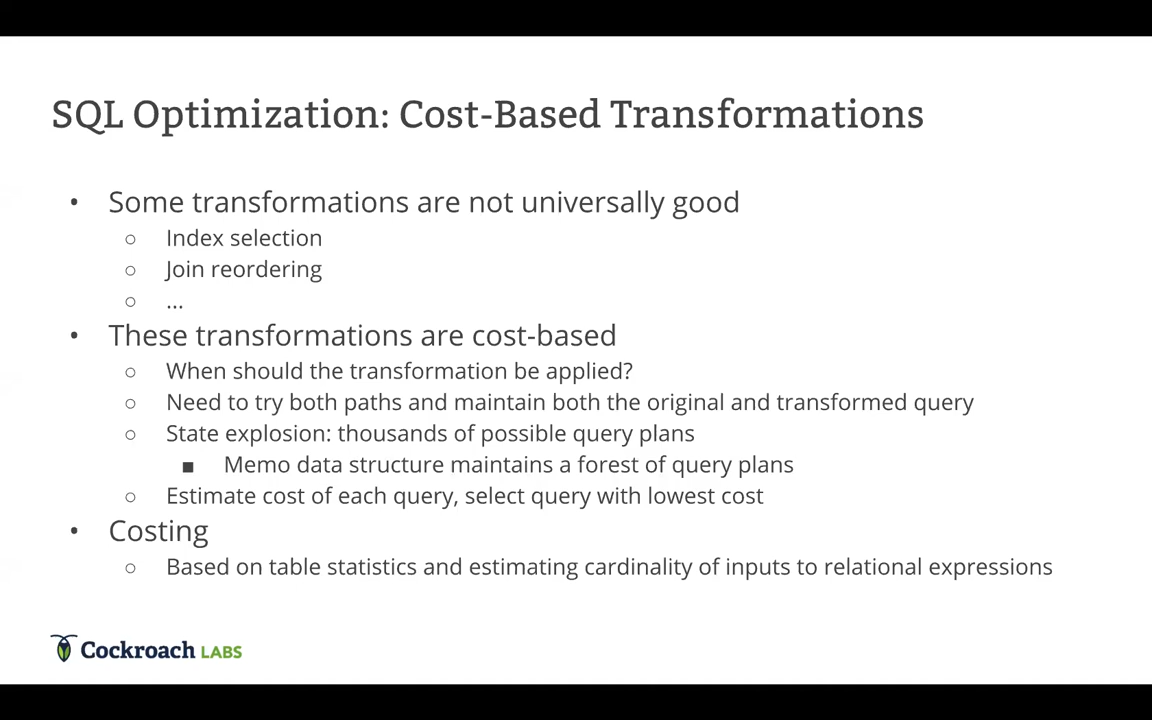 SQL Optimization: Cost-Based Transformations
• Some transformations are not universally good
○ Index selection
○ Join reordering
○ ...
• These transformations are cost-based
○ When should the transformation be applied?
○ Need to try both paths and maintain both the original and transformed query
○ State explosion: thousands of possible query plans
■ Memo data structure maintains a forest of query plans
○ Estimate cost of each query, select query with lowest cost
• Costing
○ Based on table statistics and estimating cardinality of inputs to relational expressions
Cockroach LABS